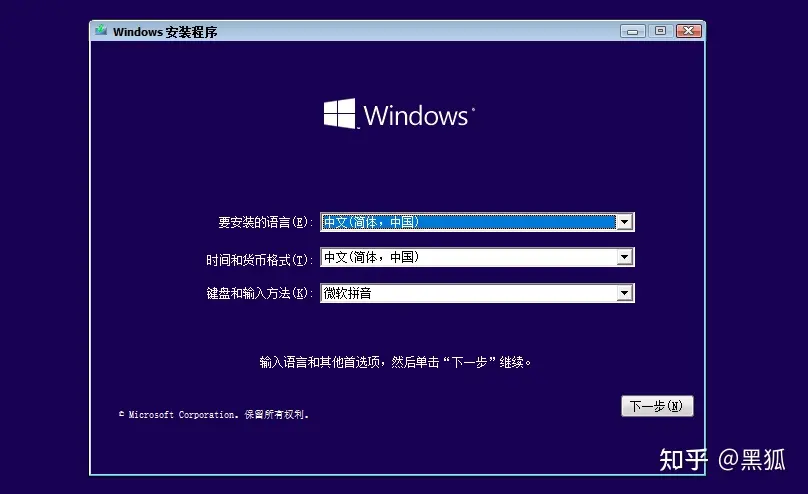 Windows 安装程序
Windows
要安装的语言(E): 中文(简体，中国)
时间和货币格式(T): 中文(简体，中国)
键盘和输入方法(K): 微软拼音
输入语言和其他首选项，然后单击“下一步”继续。
下一步(N)
© Microsoft Corporation. 保留所有权利。
知乎 @黑狐